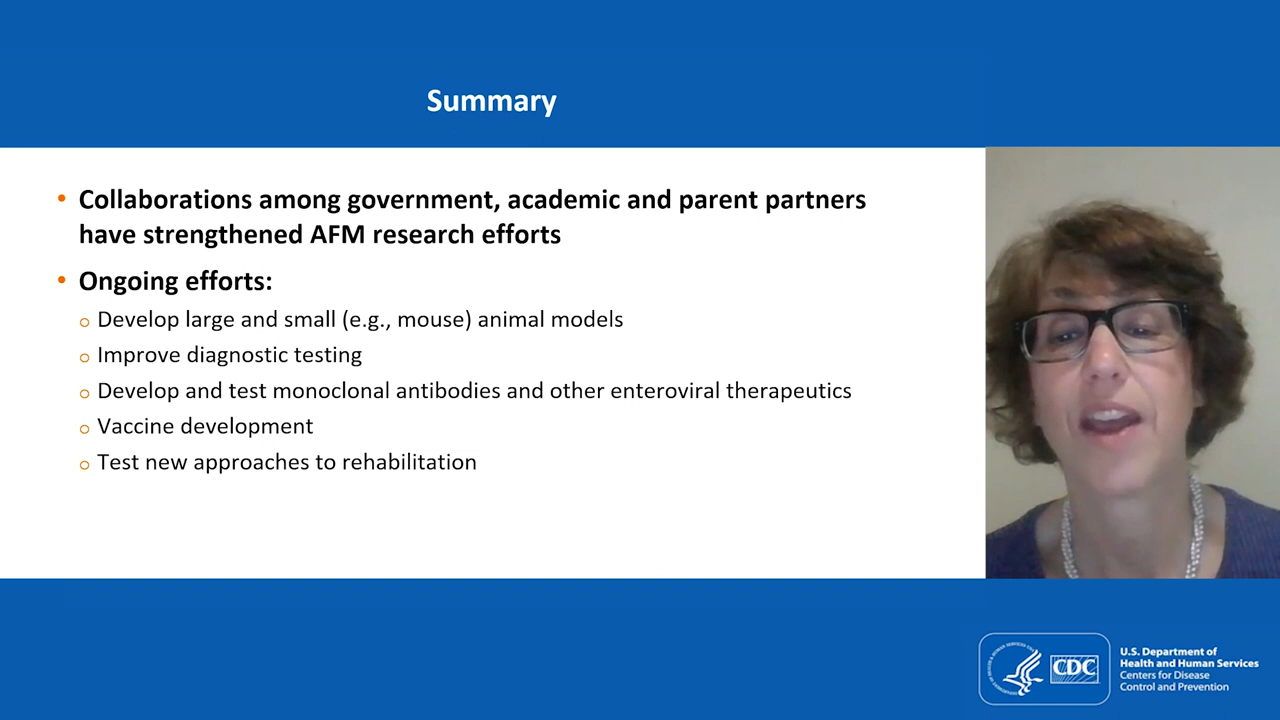 Summary
• Collaborations among government, academic and parent partners
have strengthened AFM research efforts
• Ongoing efforts:
o Develop large and small (e.g., mouse) animal models
o Improve diagnostic testing
o Develop and test monoclonal antibodies and other enteroviral therapeutics
o Vaccine development
o Test new approaches to rehabilitation
CDC
U.S. Department of
Health and Human Services
Centers for Disease
Control and Prevention